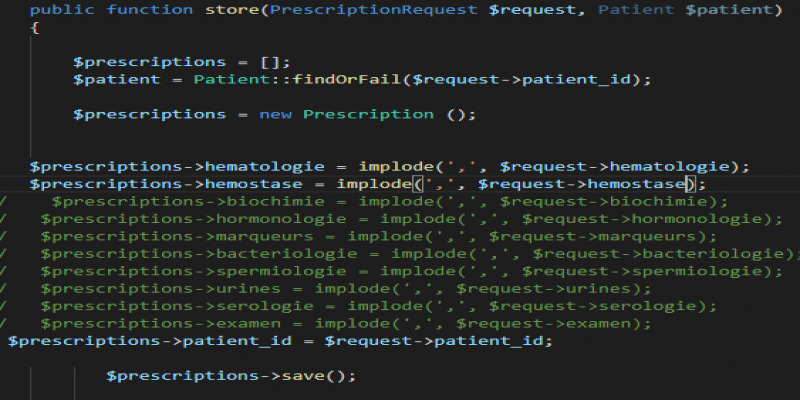 public function store(PrescriptionRequest $request, Patient $patient)
{
$prescriptions = [];
$patient = Patient::findOrFail($request->patient_id);
$prescriptions = new Prescription ();
$prescriptions->hematologie = implode(',', $request->hematologie);
$prescriptions->hemostase = implode(',', $request->hemostase);
/ $prescriptions->biochimie = implode(',', $request->biochimie);
/ $prescriptions->hormonologie = implode(',', $request->hormonologie);
/ $prescriptions->marqueurs = implode(',', $request->marqueurs);
/ $prescriptions->bacteriologie = implode(',', $request->bacteriologie);
/ $prescriptions->spermiologie = implode(',', $request->spermiologie);
/ $prescriptions->urines = implode(',', $request->urines);
/ $prescriptions->serologie = implode(',', $request->serologie);
/ $prescriptions->examen = implode(',', $request->examen);
$prescriptions->patient_id = $request->patient_id;
$prescriptions->save();